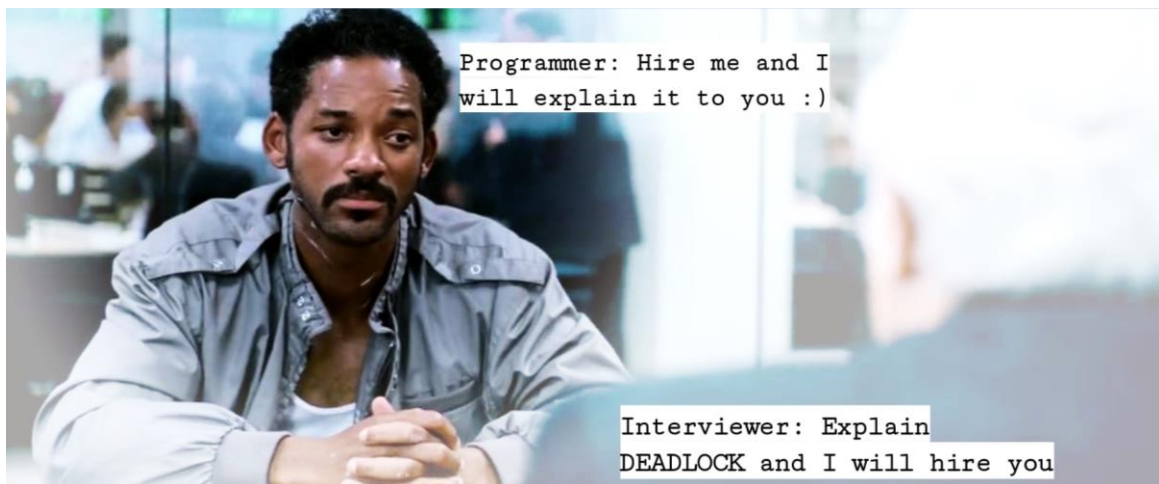 Programmer: Hire me and I
will explain it to you :)
Interviewer: Explain
DEADLOCK and I will hire you